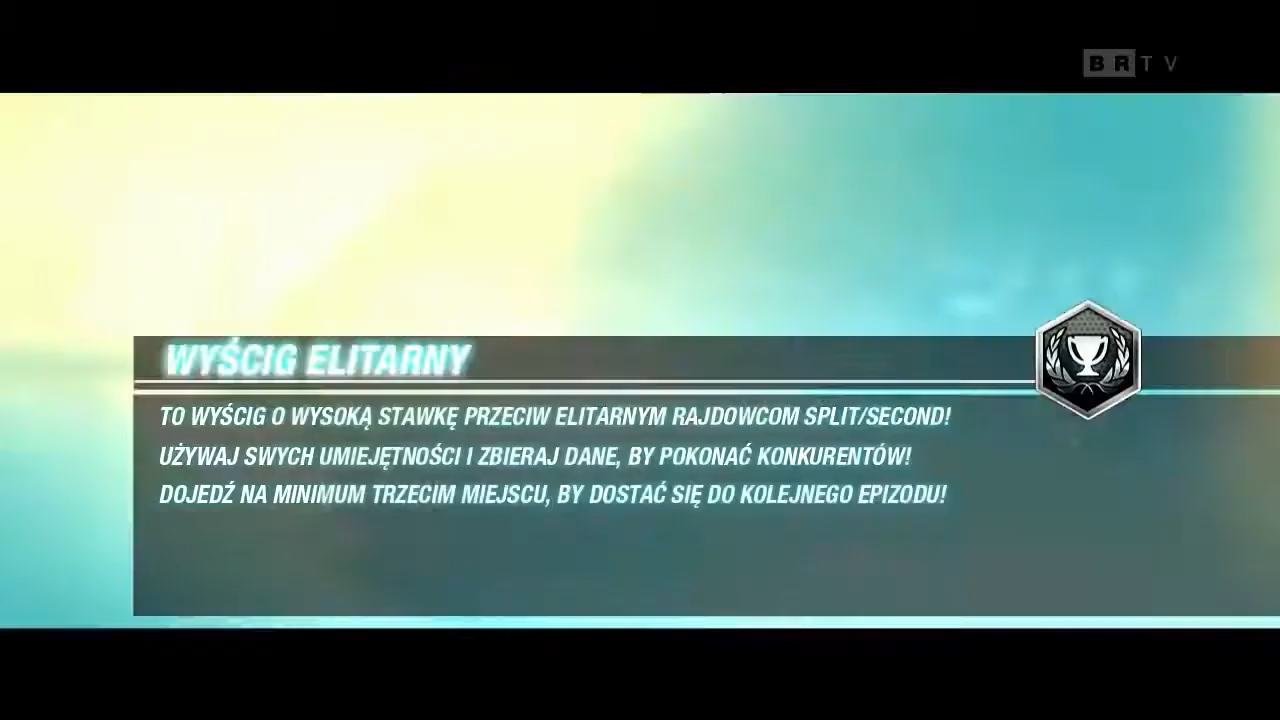 BRTV
WYŚCIG ELITARNY
TO WYŚCIG O WYSOKĄ STAWKĘ PRZECIW ELITARNYM RAJDOWCOM SPLIT/SECOND!
UŻYWAJ SWYCH UMIEJĘTNOŚCI I ZBIERAJ DANE, BY POKONAĆ KONKURENTÓW!
DOJEDŹ NA MINIMUM TRZECIM MIEJSCU, BY DOSTAĆ SIĘ DO KOLEJNEGO EPIZODU!